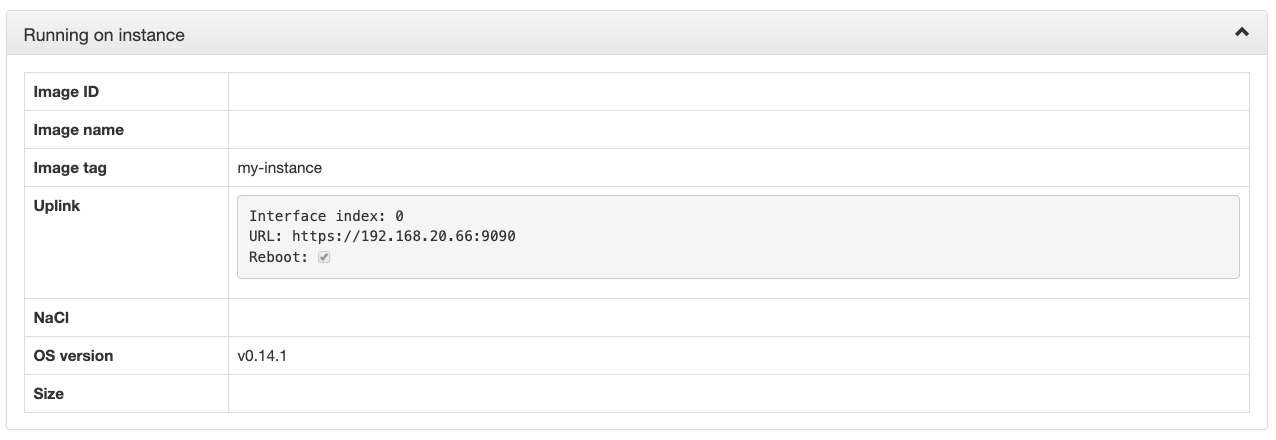 Running on instance
Image ID
Image name
Image tag my-instance
Uplink
Interface index: 0
URL: https://192.168.20.66:9090
Reboot:
NaCl
OS version v0.14.1
Size